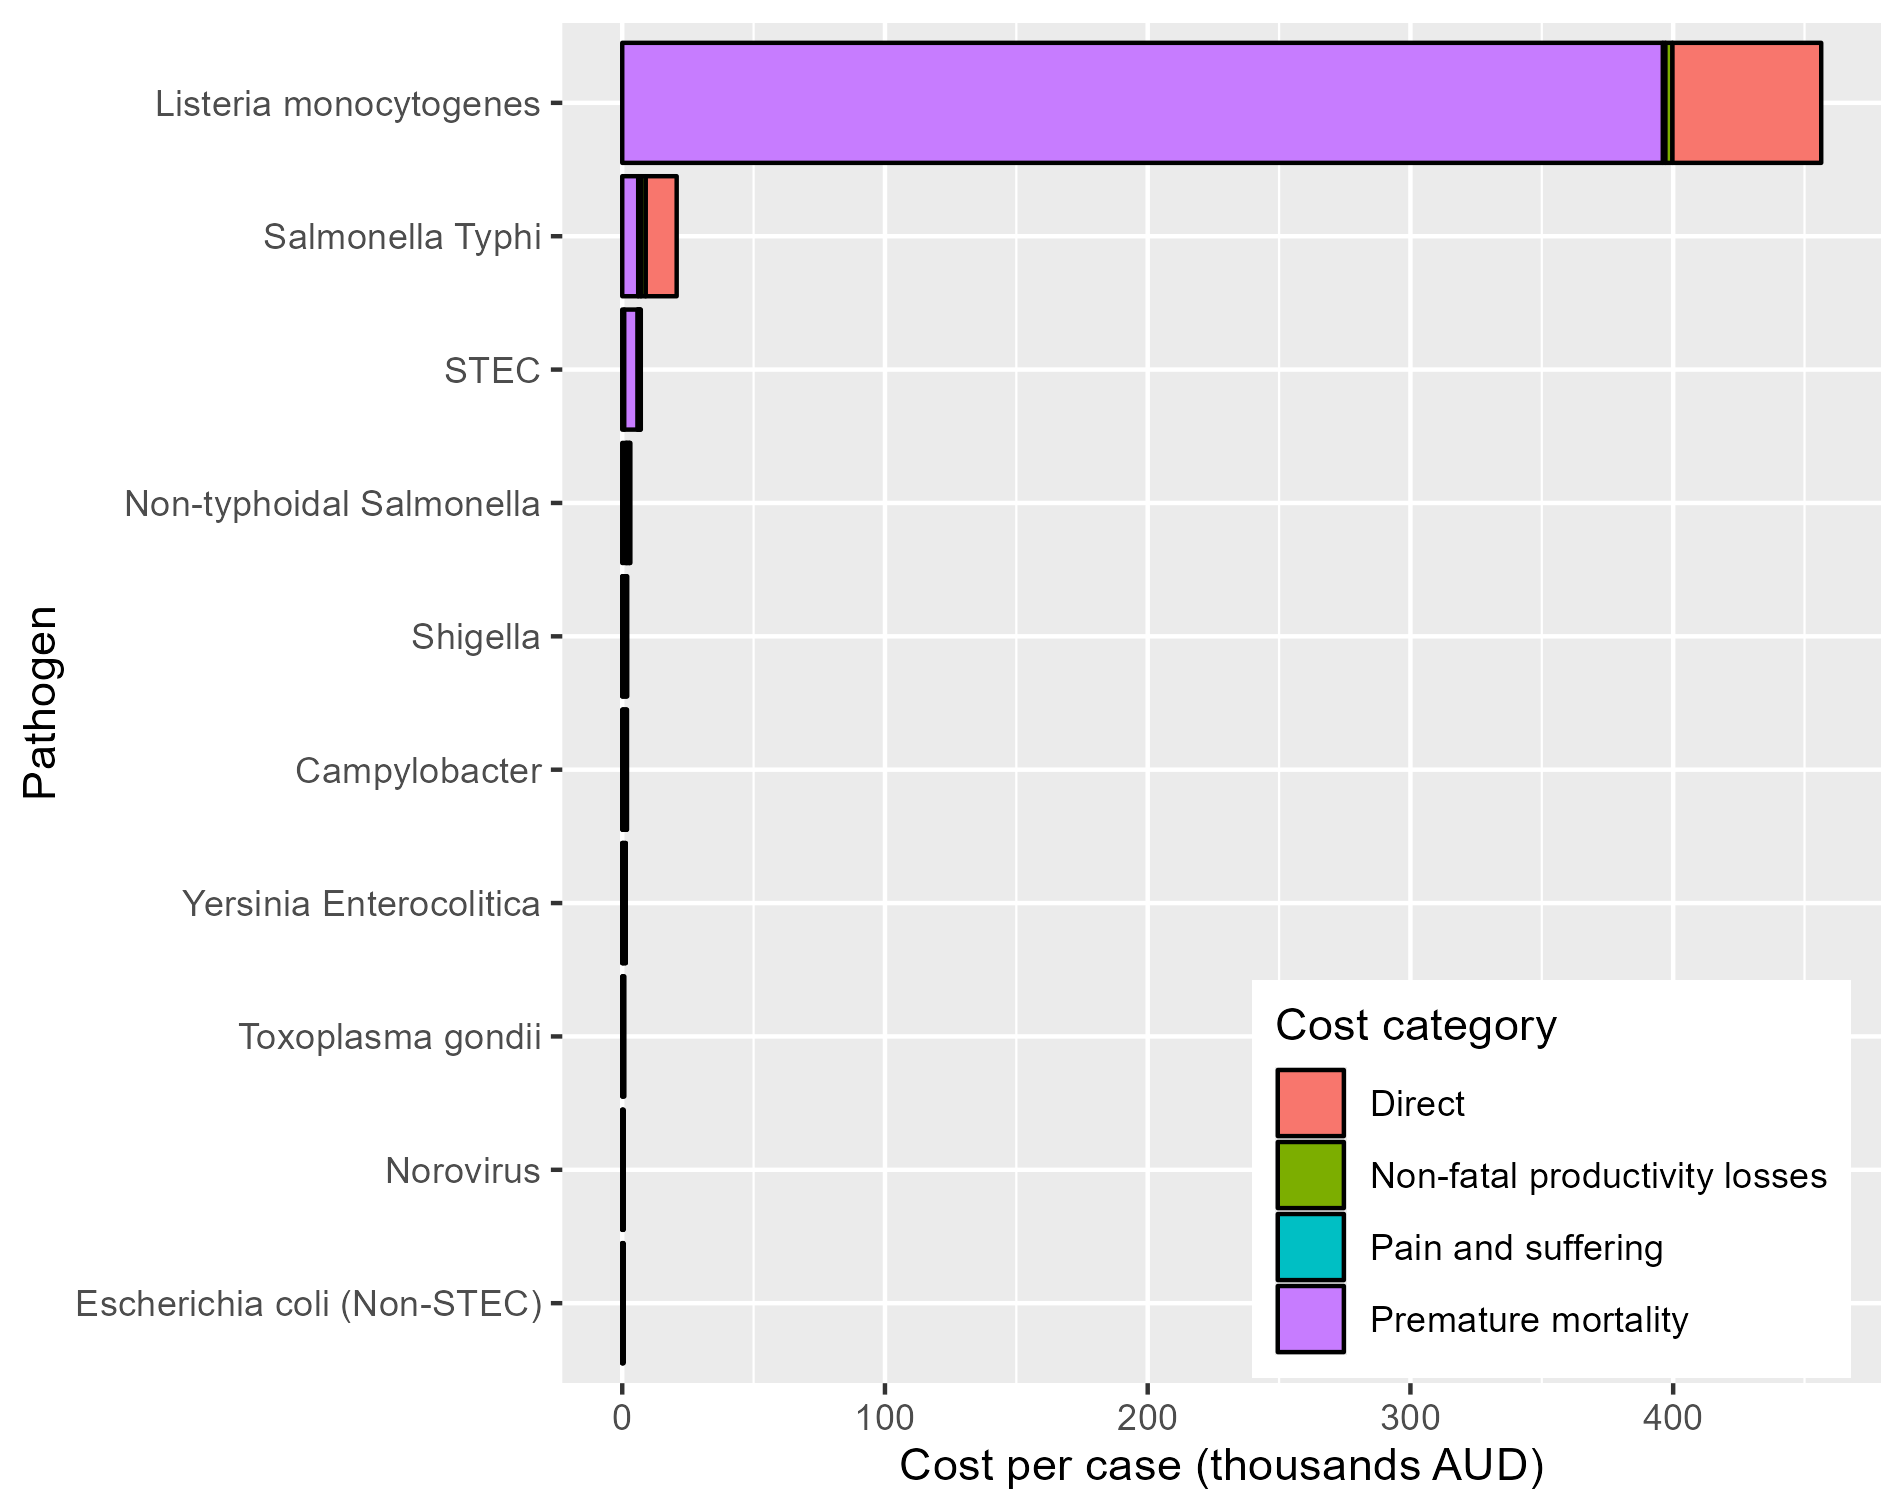 Listeria monocytogenes
Salmonella Typhi
STEC
Non-typhoidal Salmonella
Shigella
Campylobacter
Yersinia Enterocolitica
Toxoplasma gondii
Norovirus
Escherichia coli (Non-STEC)
Pathogen
Cost category
Direct
Non-fatal productivity losses
Pain and suffering
Premature mortality
0 100 200 300 400
Cost per case (thousands AUD)